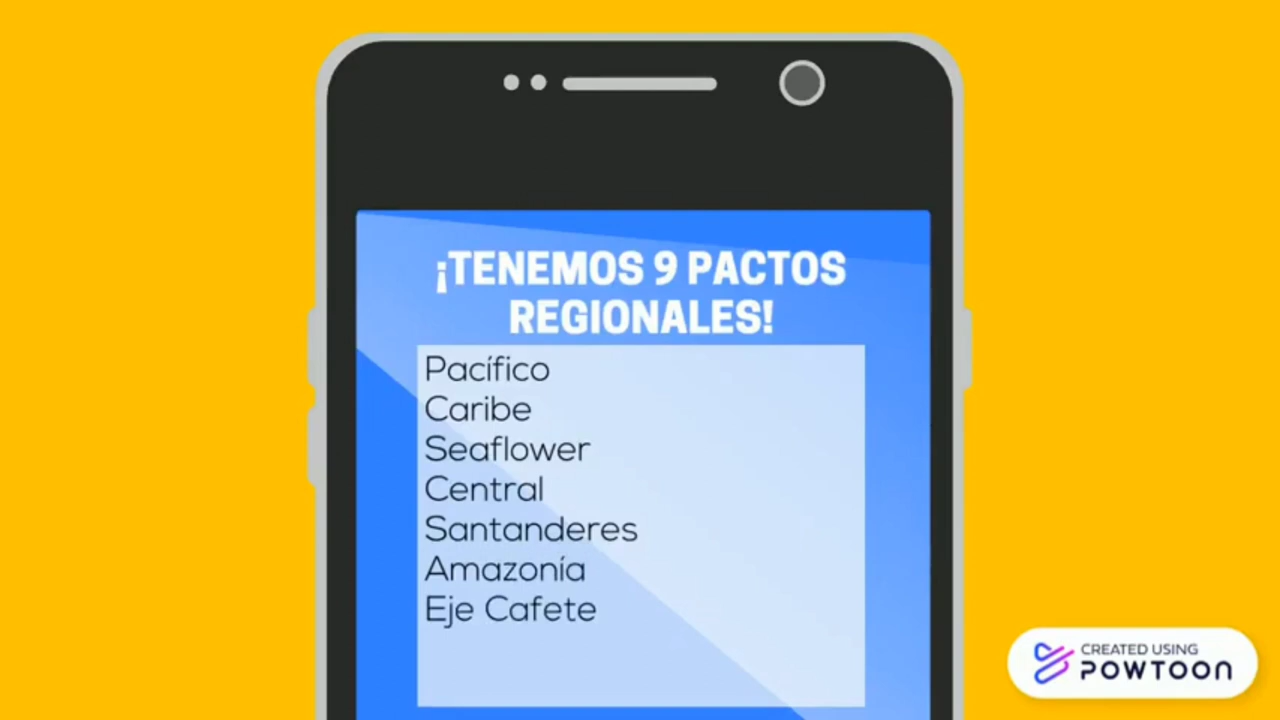 ¡TENEMOS 9 PACTOS
REGIONALES!
Pacífico
Caribe
Seaflower
Central
Santanderes
Amazonía
Eje Cafete
CREATED USING
POWTOON